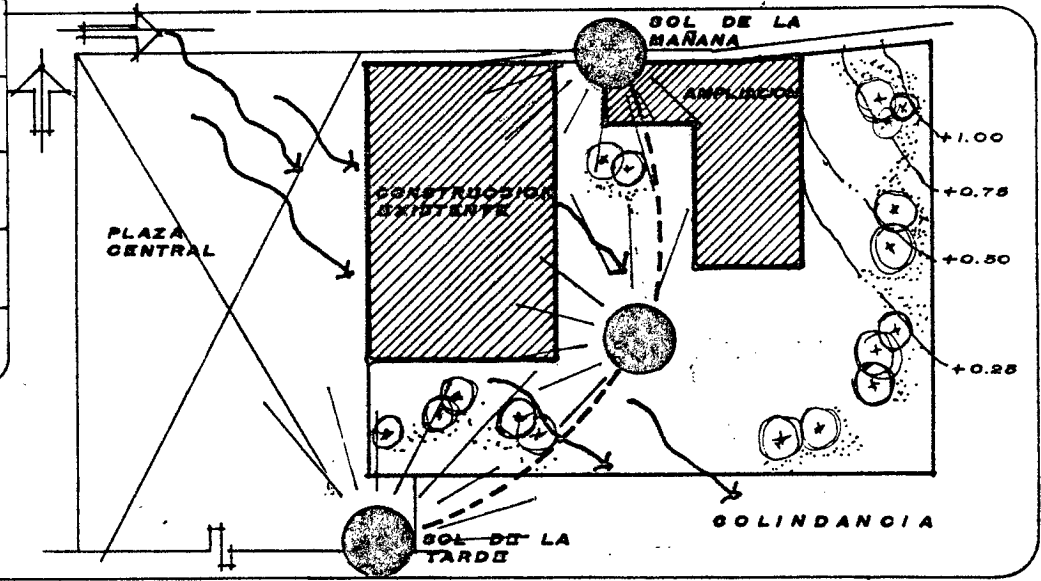 SOL DE LA
MAÑANA
AMPLIACION
+1.00
+0.75
CONSTRUCCION
EXISTENTE
PLAZA
CENTRAL
+0.50
+0.25
COLINDANCIA
SOL DE LA
TARDE